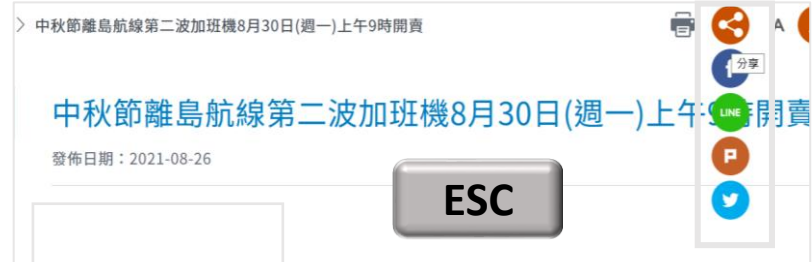 > 中秋節離島航線第二波加班機8月30日(週一)上午9時開賣
A
分享
中秋節離島航線第二波加班機8月30日(週一)上午9時開賣
LINE
發佈日期：2021-08-26
ESC